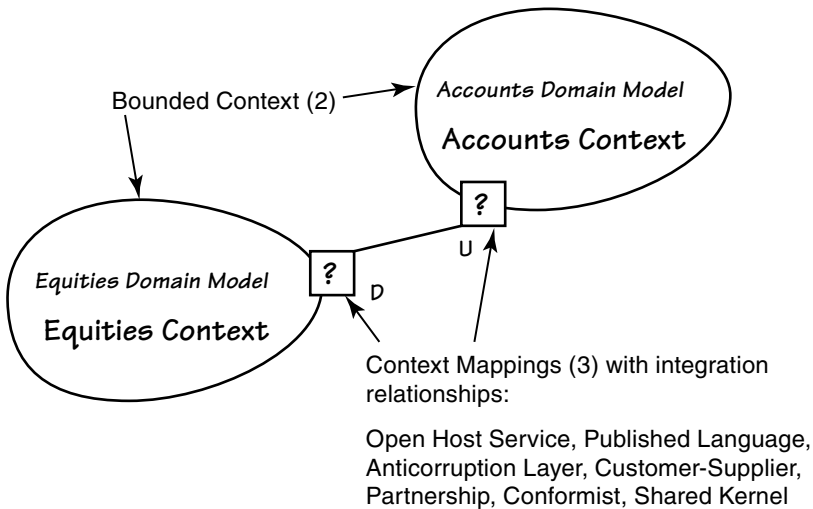 Bounded Context (2)
Accounts Domain Model
Accounts Context
?
U
?
D
Equities Domain Model
Equities Context
Context Mappings (3) with integration
relationships:
Open Host Service, Published Language,
Anticorruption Layer, Customer-Supplier,
Partnership, Conformist, Shared Kernel